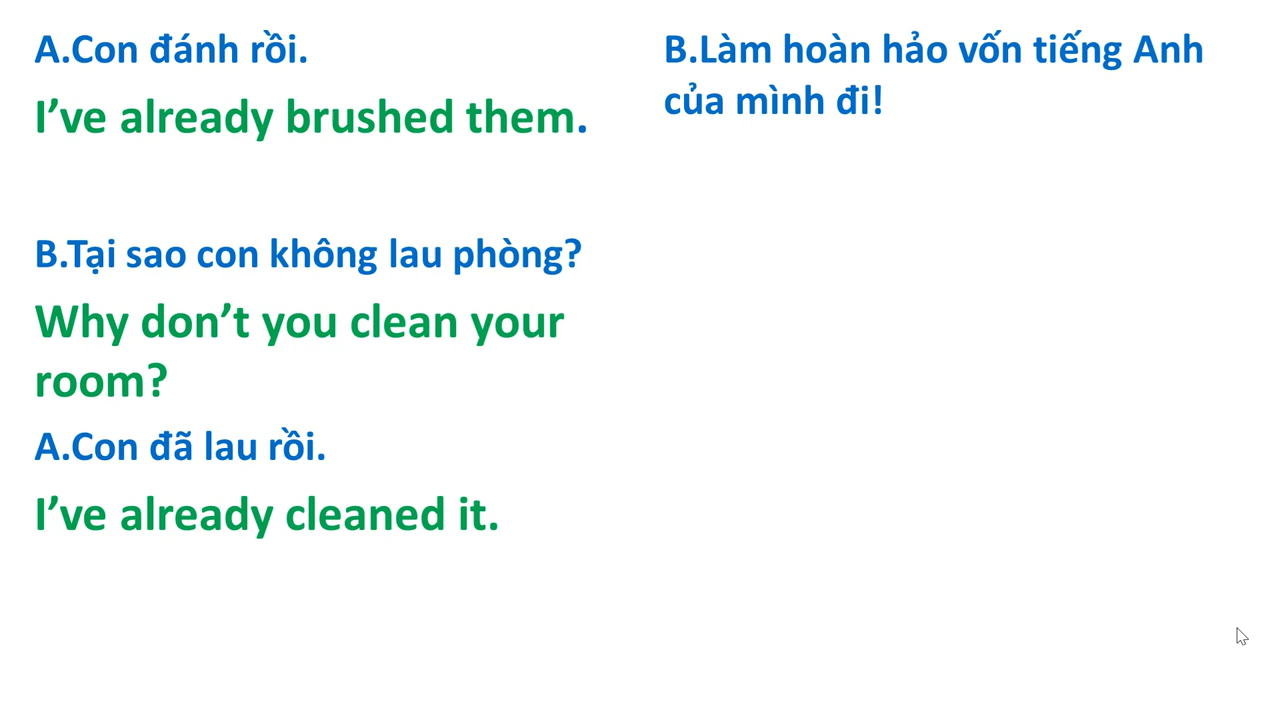 A.Con đánh rồi.
I’ve already brushed them.
B.Tại sao con không lau phòng?
Why don’t you clean your
room?
A.Con đã lau rồi.
I’ve already cleaned it.
B.Làm hoàn hảo vốn tiếng Anh
của mình đi!